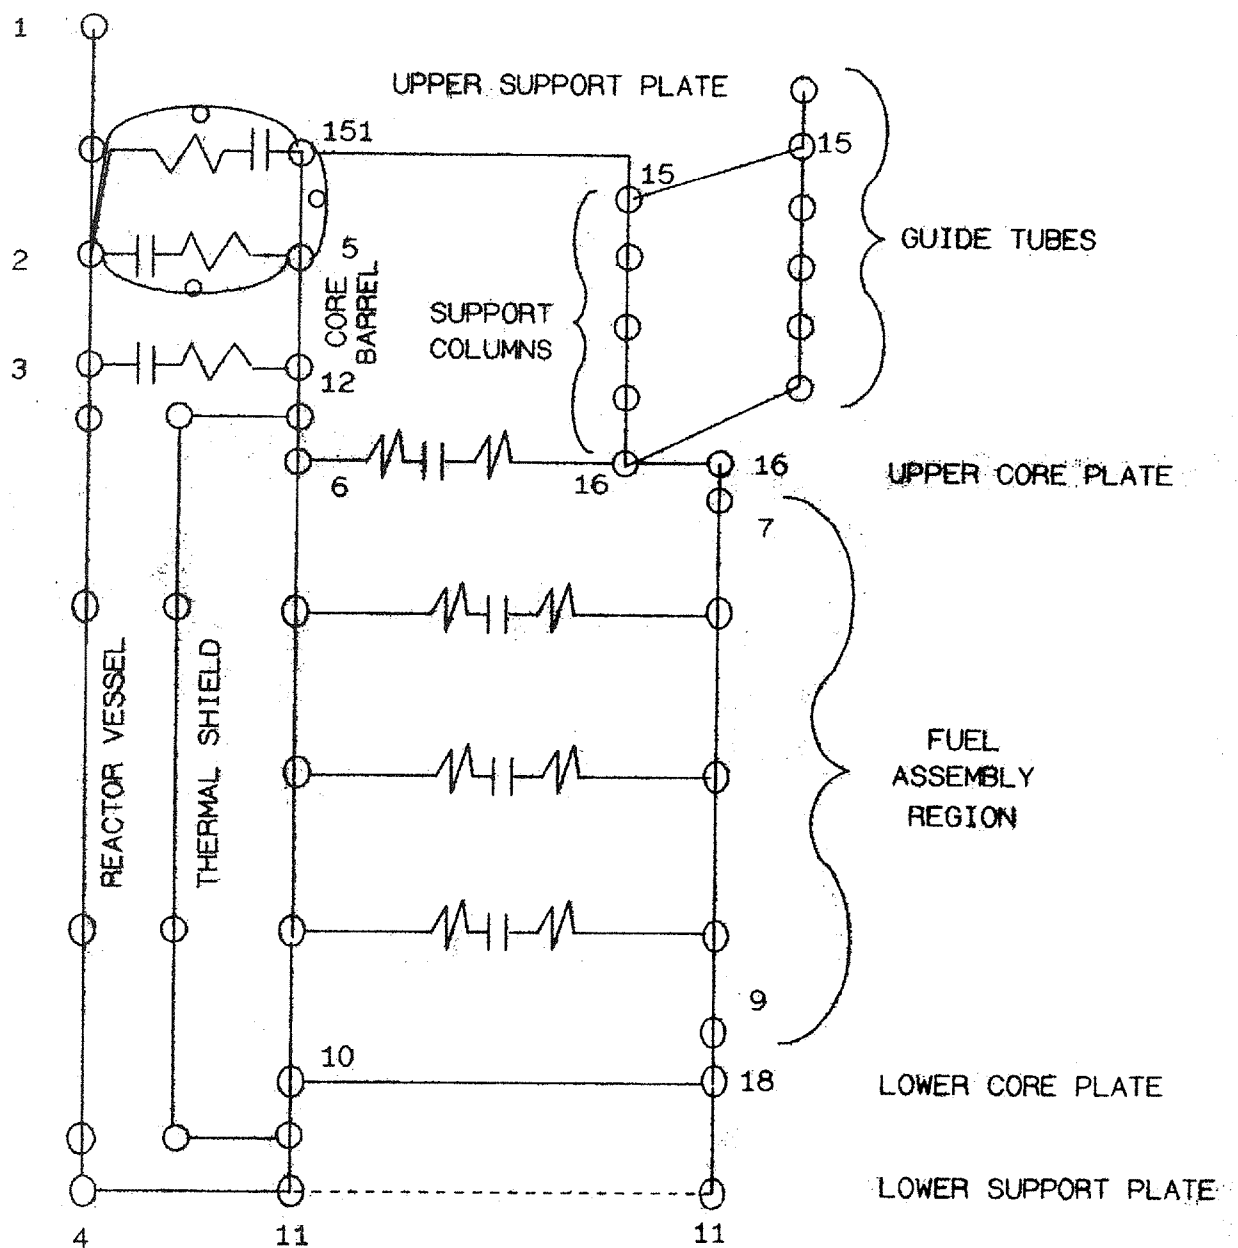 1
UPPER SUPPORT PLATE
151
15
15
2
5
GUIDE TUBES
CORE
BARREL
SUPPORT
COLUMNS
3
12
6
16
16
UPPER CORE PLATE
7
REACTOR VESSEL
THERMAL SHIELD
FUEL
ASSEMBLY
REGION
9
10
18
LOWER CORE PLATE
LOWER SUPPORT PLATE
4
11
11